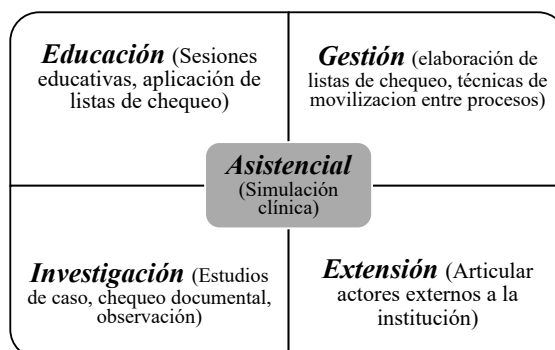 Educación (Sesiones
educativas, aplicación de
listas de chequeo)
Gestión (elaboración de
listas de chequeo, técnicas de
movilizacion entre procesos)
Asistencial
(Simulación
clínica)
Investigación (Estudios
de caso, chequeo documental,
observación)
Extensión (Articular
actores externos a la
institución)